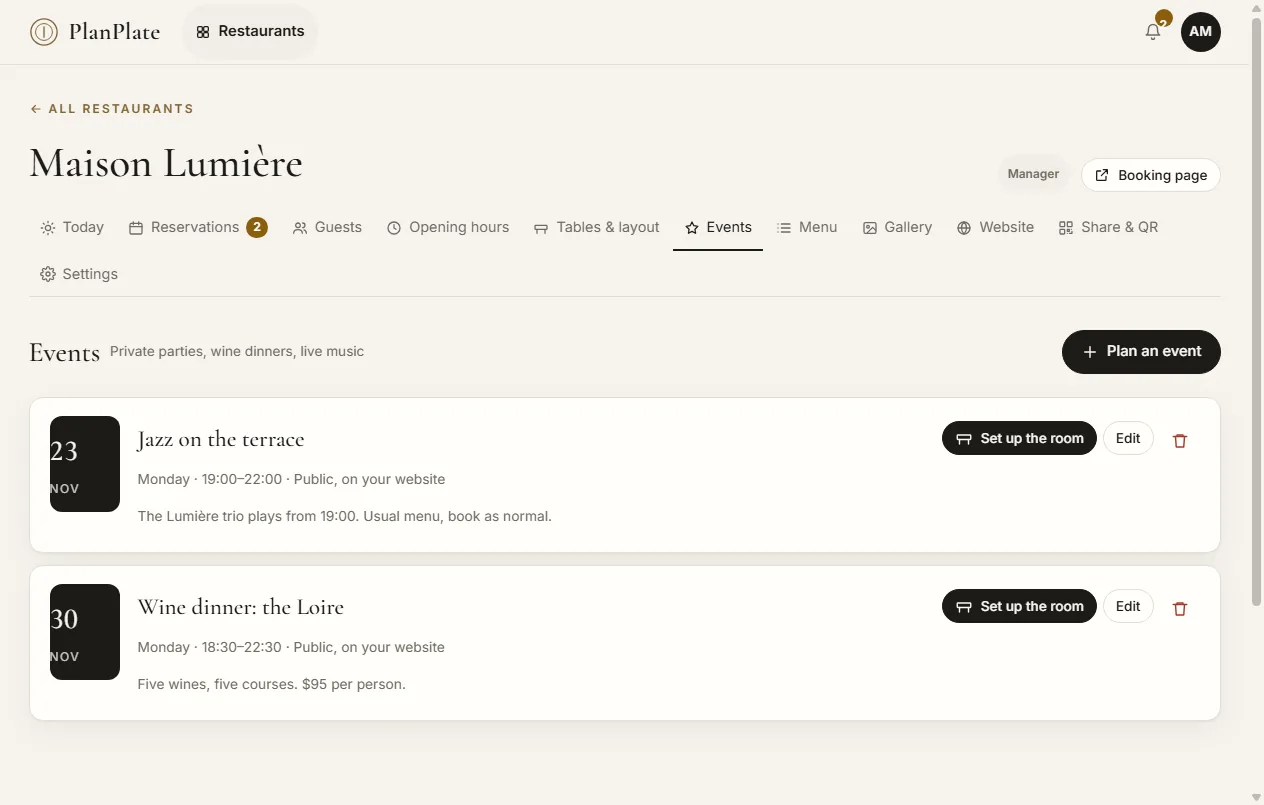 PlanPlate
Restaurants
2
AM
← ALL RESTAURANTS
Maison Lumière
Manager
Booking page
Today
Reservations 2
Guests
Opening hours
Tables & layout
Events
Menu
Gallery
Website
Share & QR
Settings
Events
Private parties, wine dinners, live music
+ Plan an event
23
NOV
Jazz on the terrace
Monday · 19:00–22:00 · Public, on your website
The Lumière trio plays from 19:00. Usual menu, book as normal.
Set up the room
Edit
30
NOV
Wine dinner: the Loire
Monday · 18:30–22:30 · Public, on your website
Five wines, five courses. $95 per person.
Set up the room
Edit